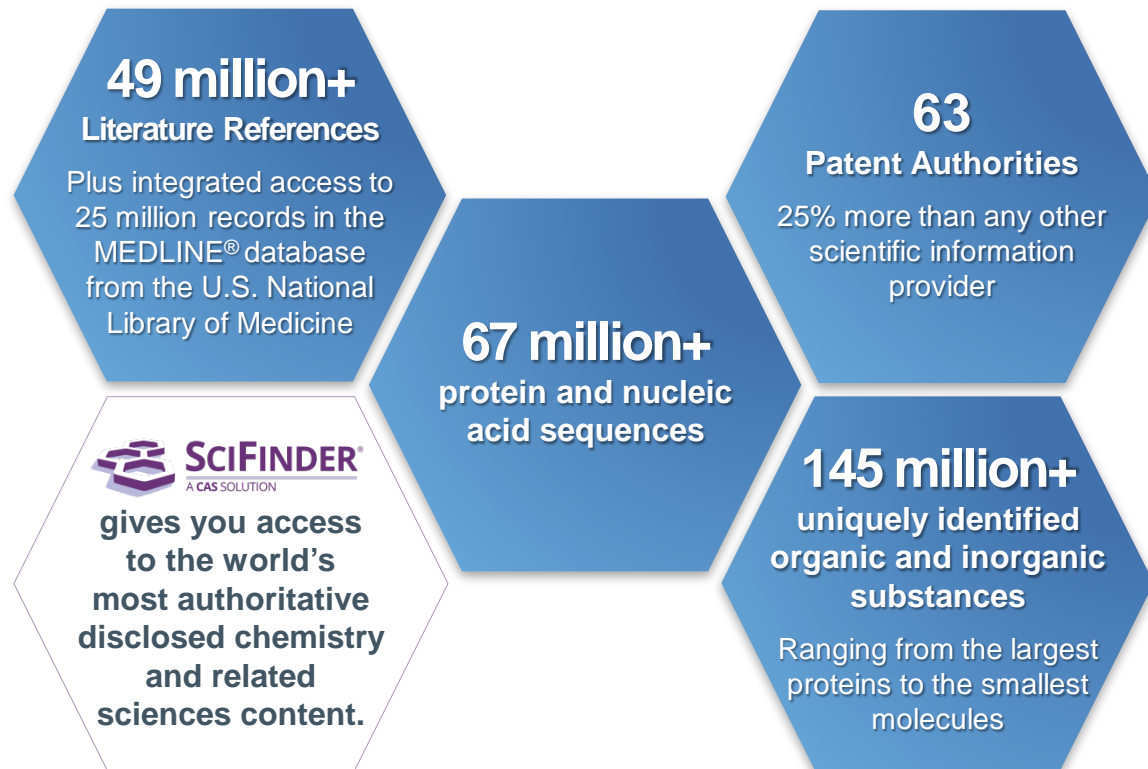 49 million+
Literature References
Plus integrated access to
25 million records in the
MEDLINE® database
from the U.S. National
Library of Medicine
63
Patent Authorities
25% more than any other
scientific information
provider
67 million+
protein and nucleic
acid sequences
SCIFINDER®
A CAS SOLUTION
gives you access
to the world’s
most authoritative
disclosed chemistry
and related
sciences content.
145 million+
uniquely identified
organic and inorganic
substances
Ranging from the largest
proteins to the smallest
molecules